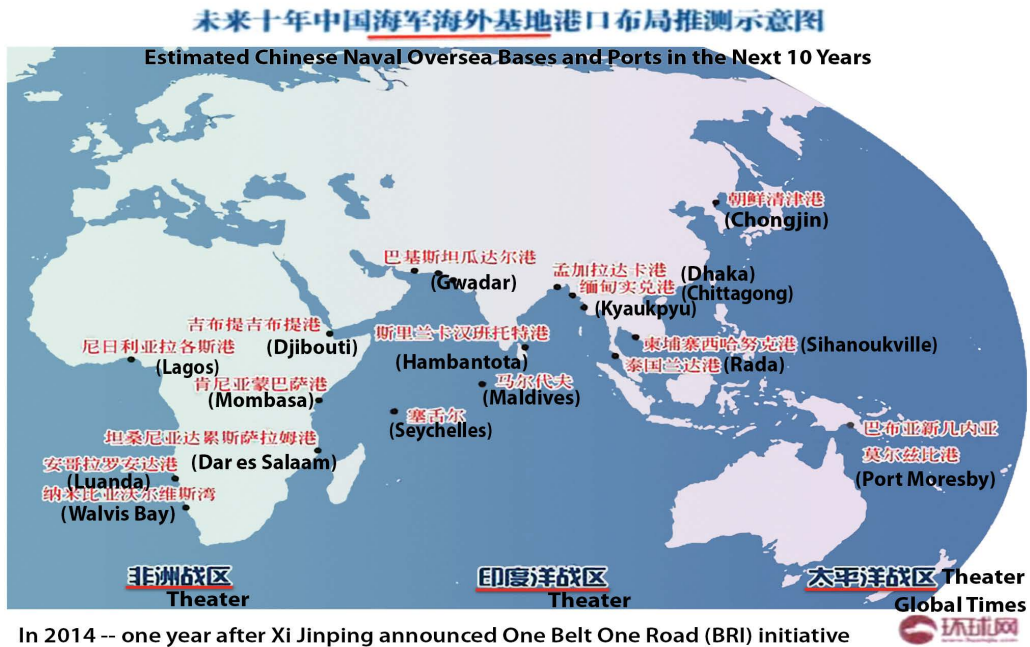 未来十年中国海军海外基地港口布局推测示意图
Estimated Chinese Naval Oversea Bases and Ports in the Next 10 Years
朝鲜清津港
(Chongjin)
巴基斯坦瓜达尔港
(Gwadar)
孟加拉达卡港 (Dhaka)
缅甸实兑港 (Chittagong)
(Kyaukpyu)
吉布提吉布提港
(Djibouti)
斯里兰卡汉班托特港
(Hambantota)
尼日利亚拉各斯港
(Lagos)
柬埔寨西哈努克港 (Sihanoukville)
泰国兰达港 (Rada)
肯尼亚蒙巴萨港
(Mombasa)
马尔代夫
(Maldives)
塞舌尔
(Seychelles)
坦桑尼亚达累斯萨拉姆港
(Dar es Salaam)
安哥拉罗安达港
(Luanda)
纳米比亚沃尔维斯湾
(Walvis Bay)
巴布亚新几内亚
莫尔兹比港
(Port Moresby)
非洲战区
Theater
印度洋战区
Theater
太平洋战区 Theater
Global Times
环球网
In 2014 -- one year after Xi Jinping announced One Belt One Road (BRI) initiative